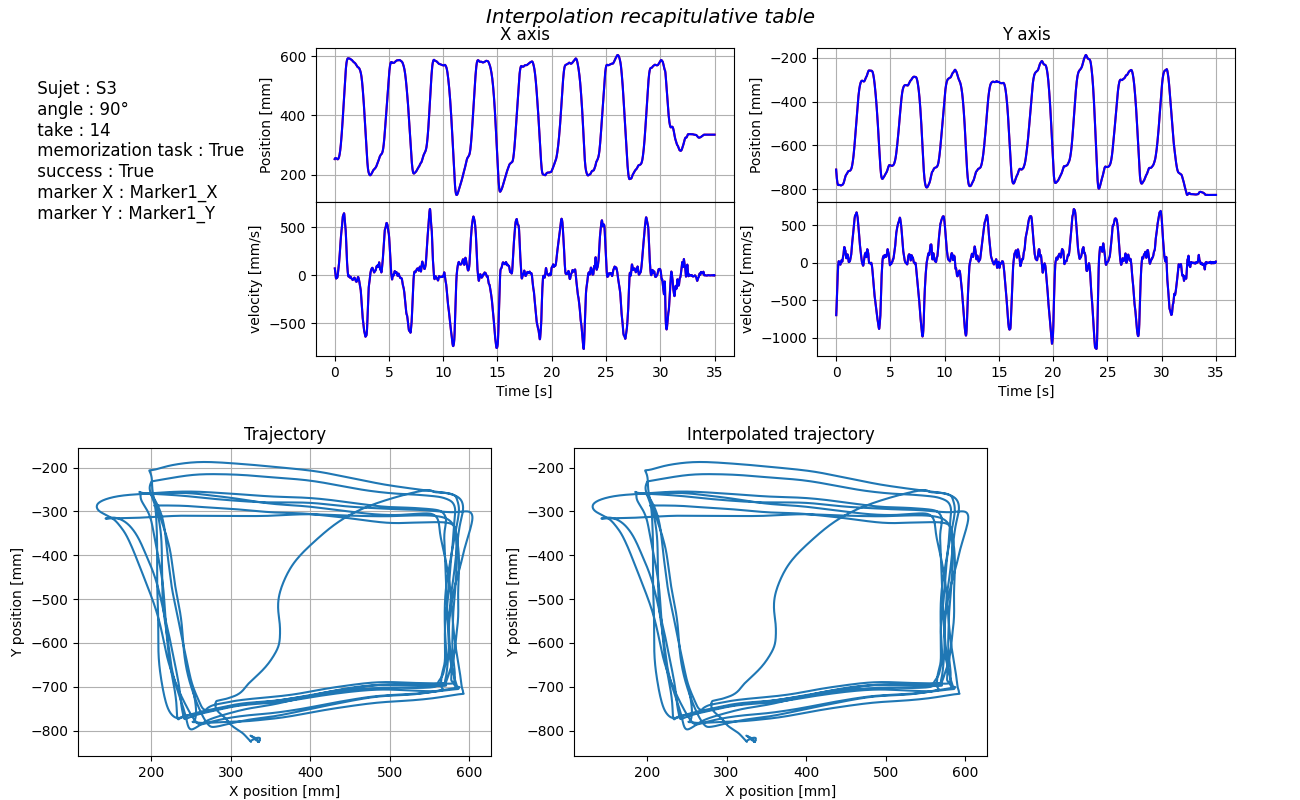 Interpolation recapitulative table
X axis
Y axis
Sujet : S3
angle : 90°
take : 14
memorization task : True
success : True
marker X : Marker1_X
marker Y : Marker1_Y
Position [mm]
600
400
200
velocity [mm/s]
500
0
−500
0 5 10 15 20 25 30 35
Time [s]
Position [mm]
−200
−400
−600
−800
velocity [mm/s]
500
0
−500
−1000
0 5 10 15 20 25 30 35
Time [s]
Trajectory
Y position [mm]
−200
−300
−400
−500
−600
−700
−800
200 300 400 500 600
X position [mm]
Interpolated trajectory
Y position [mm]
−200
−300
−400
−500
−600
−700
−800
200 300 400 500 600
X position [mm]